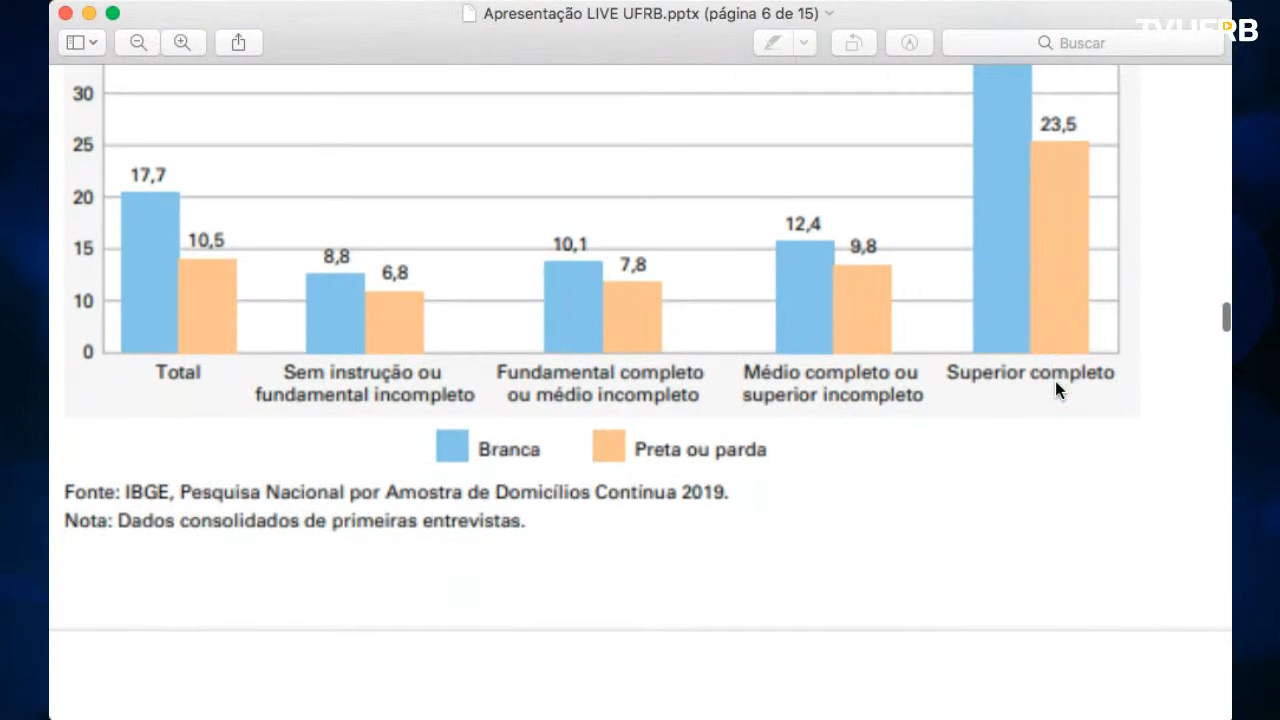 Apresentação LIVE UFRB.pptx (página 6 de 15)
TVUFRB
Buscar
30
25
20
15
10
0
17,7
10,5
8,8
6,8
10,1
7,8
12,4
9,8
23,5
Total
Sem instrução ou
fundamental incompleto
Fundamental completo
ou médio incompleto
Médio completo ou
superior incompleto
Superior completo
Branca
Preta ou parda
Fonte: IBGE, Pesquisa Nacional por Amostra de Domicílios Contínua 2019.
Nota: Dados consolidados de primeiras entrevistas.